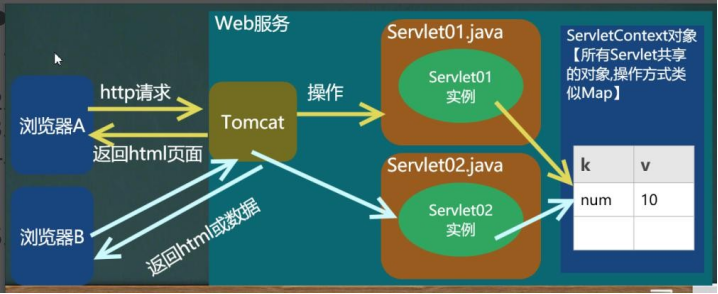 Web服务
Servlet01.java
ServletContext对象
【所有Servlet共享
的对象,操作方式类
似Map】
浏览器A
http请求
返回html页面
Tomcat
操作
Servlet01
实例
Servlet02.java
Servlet02
实例
k v
num 10
浏览器B
返回html或数据